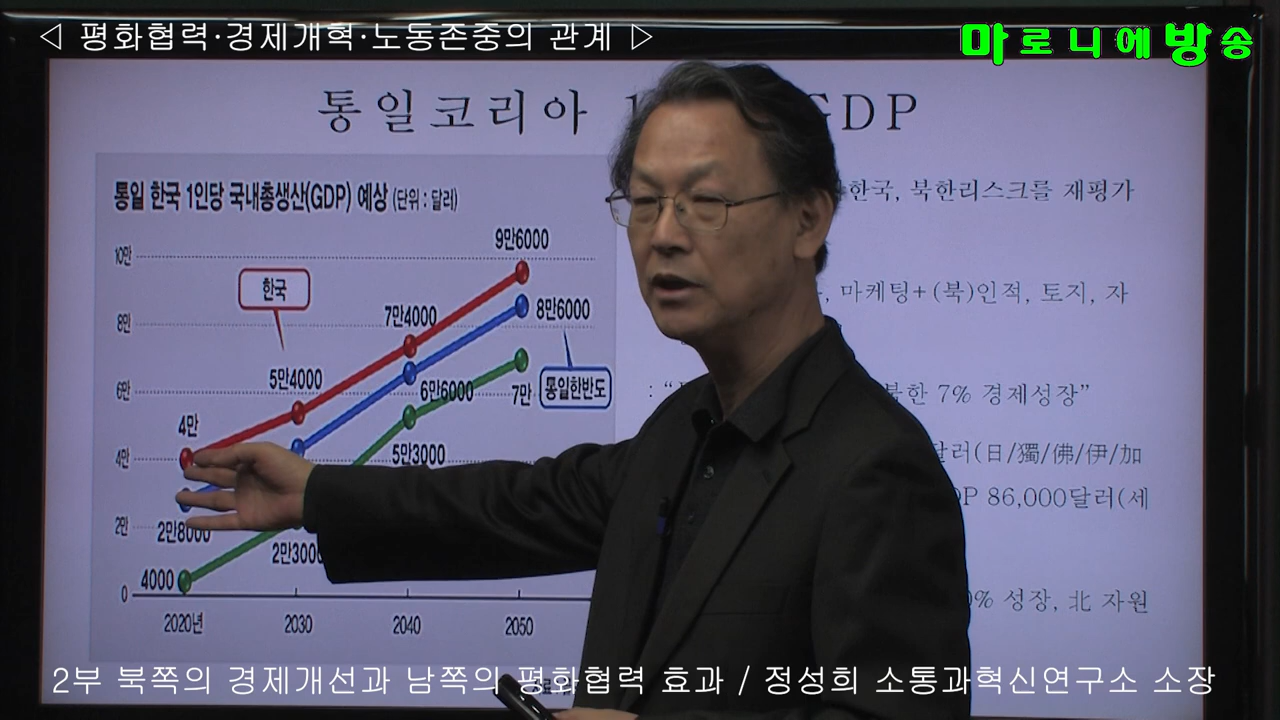 ◁ 평화협력·경제개혁·노동존중의 관계 ▷
마로니에방송
통일코리아 GDP
통일 한국 1인당 국내총생산(GDP) 예상 (단위 : 달러)
한국, 북한리스크를 재평가
10만
9만6000
한국
마케팅+(북)인적, 토지, 자
8만
7만4000
8만6000
5만4000
통일한반도
6만
6만6000
7만
7% 경제성장”
4만
4만
5만3000
달러(日/獨/佛/伊/加
86,000달러(세
2만
2만8000
2만3000
4000
0
% 성장, 北 자원
2020년 2030 2040 2050
2부 북쪽의 경제개선과 남쪽의 평화협력 효과 / 정성희 소통과혁신연구소 소장